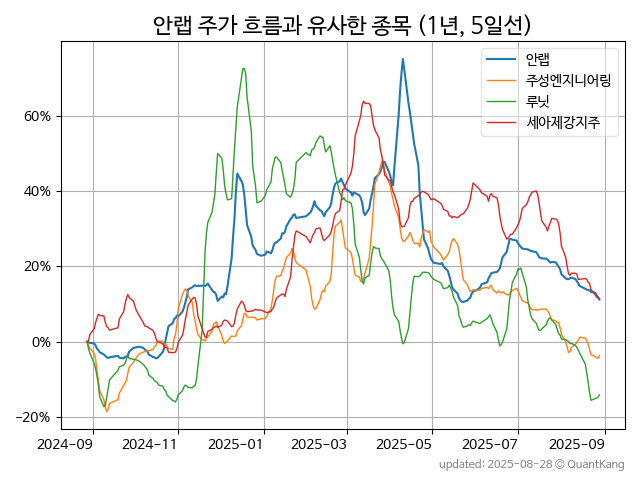 안랩 주가 흐름과 유사한 종목 (1년, 5일선)
안랩
주성엔지니어링
루닛
세아제강지주
60%
40%
20%
0%
−20%
2024-09 2024-11 2025-01 2025-03 2025-05 2025-07 2025-09
updated: 2025-08-28 © QuantKang